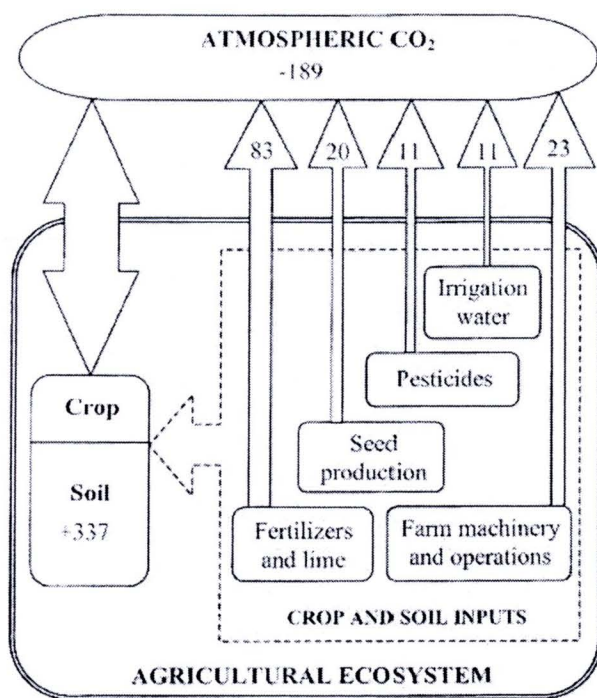 ATMOSPHERIC CO₂
-189
83
20
11
11
23
Irrigation
water
Pesticides
Crop
Seed
production
Soil
+337
Fertilizers
and lime
Farm machinery
and operations
CROP AND SOIL INPUTS
AGRICULTURAL ECOSYSTEM